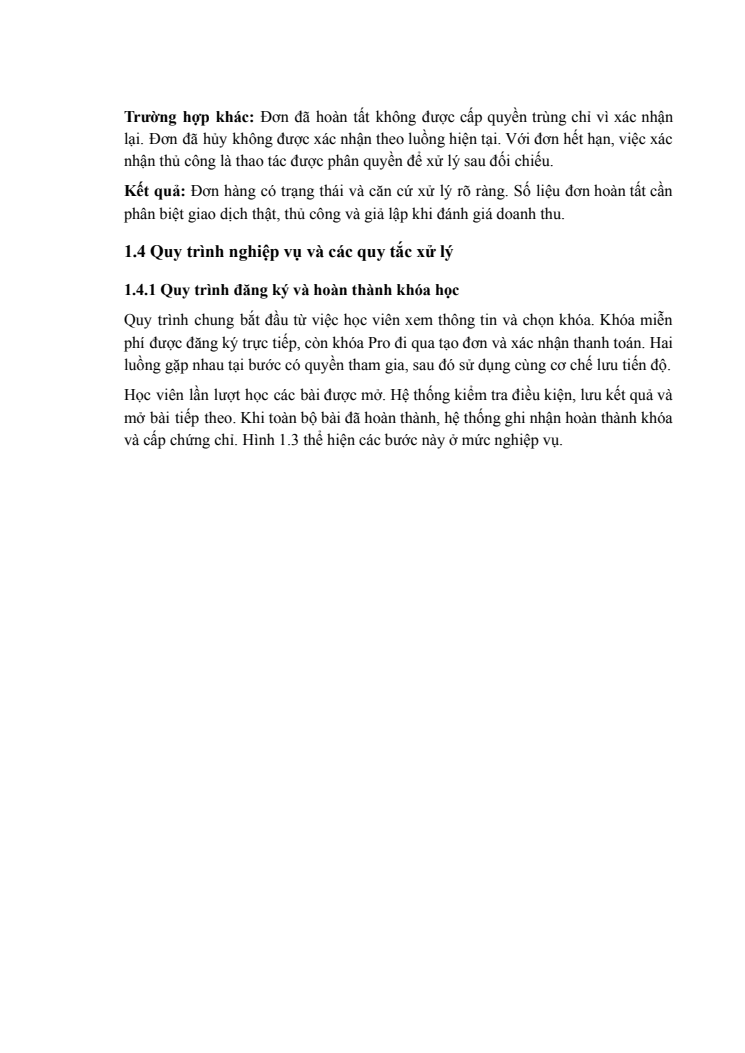 Trường hợp khác: Đơn đã hoàn tất không được cấp quyền trùng chỉ vì xác nhận
lại. Đơn đã hủy không được xác nhận theo luồng hiện tại. Với đơn hết hạn, việc xác
nhận thủ công là thao tác được phân quyền để xử lý sau đối chiếu.
Kết quả: Đơn hàng có trạng thái và căn cứ xử lý rõ ràng. Số liệu đơn hoàn tất cần
phân biệt giao dịch thật, thủ công và giả lập khi đánh giá doanh thu.
1.4 Quy trình nghiệp vụ và các quy tắc xử lý
1.4.1 Quy trình đăng ký và hoàn thành khóa học
Quy trình chung bắt đầu từ việc học viên xem thông tin và chọn khóa. Khóa miễn
phí được đăng ký trực tiếp, còn khóa Pro đi qua tạo đơn và xác nhận thanh toán. Hai
luồng gặp nhau tại bước có quyền tham gia, sau đó sử dụng cùng cơ chế lưu tiến độ.
Học viên lần lượt học các bài được mở. Hệ thống kiểm tra điều kiện, lưu kết quả và
mở bài tiếp theo. Khi toàn bộ bài đã hoàn thành, hệ thống ghi nhận hoàn thành khóa
và cấp chứng chỉ. Hình 1.3 thể hiện các bước này ở mức nghiệp vụ.